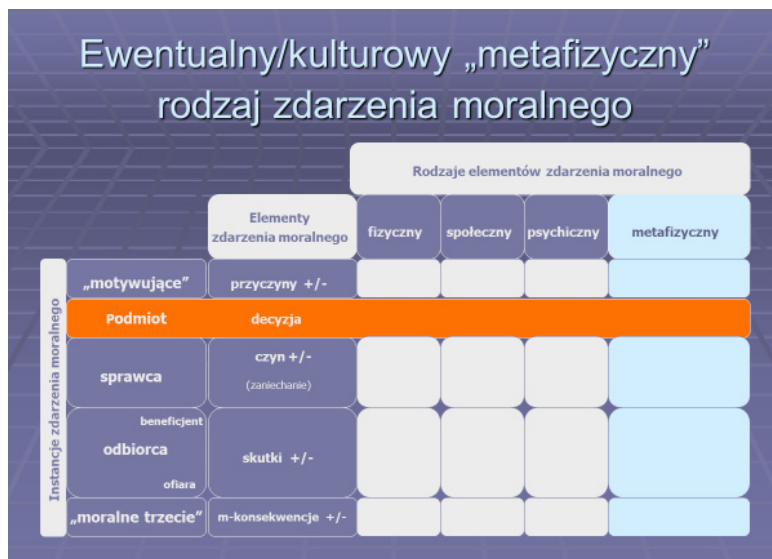 Ewentualny/kulturowy „metafizyczny”
rodzaj zdarzenia moralnego
Rodzaje elementów zdarzenia moralnego
Elementy
zdarzenia moralnego
fizyczny
społeczny
psychiczny
metafizyczny
Instancje zdarzenia moralnego
„motywujące”
przyczyny +/-
Podmiot
decyzja
sprawca
czyn +/-
(zaniechanie)
beneficjent
odbiorca
ofiara
skutki +/-
„moralne trzecie”
m-konsekwencje +/-